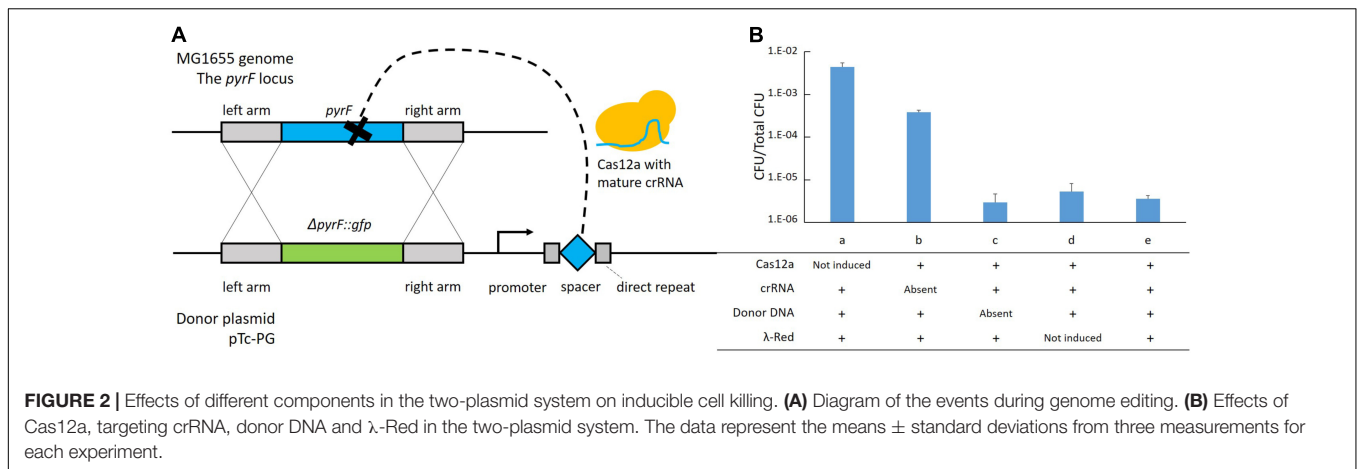 A
MG1655 genome
The pyrF locus
left arm pyrF right arm
Cas12a with
mature crRNA
ΔpyrF::gfp
left arm right arm promoter spacer direct repeat
Donor plasmid
pTc-PG
B
CFU/Total CFU
1.E-02
1.E-03
1.E-04
1.E-05
1.E-06
a b c d e
Cas12a Not induced + + + +
crRNA + Absent + + +
Donor DNA + + Absent + +
λ-Red + + + Not induced +
FIGURE 2 | Effects of different components in the two-plasmid system on inducible cell killing. (A) Diagram of the events during genome editing. (B) Effects of
Cas12a, targeting crRNA, donor DNA and λ-Red in the two-plasmid system. The data represent the means ± standard deviations from three measurements for
each experiment.